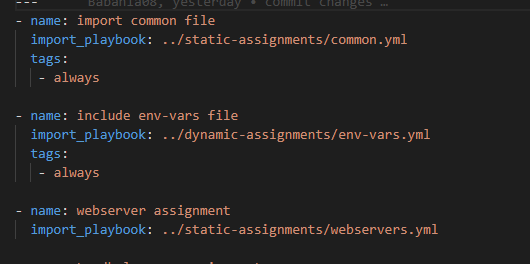 ---     Babania08, yesterday • commit changes …
- name: import common file
  import_playbook: ../static-assignments/common.yml
  tags:
   - always

- name: include env-vars file
  import_playbook: ../dynamic-assignments/env-vars.yml
  tags:
   - always

- name: webserver assignment
  import_playbook: ../static-assignments/webservers.yml